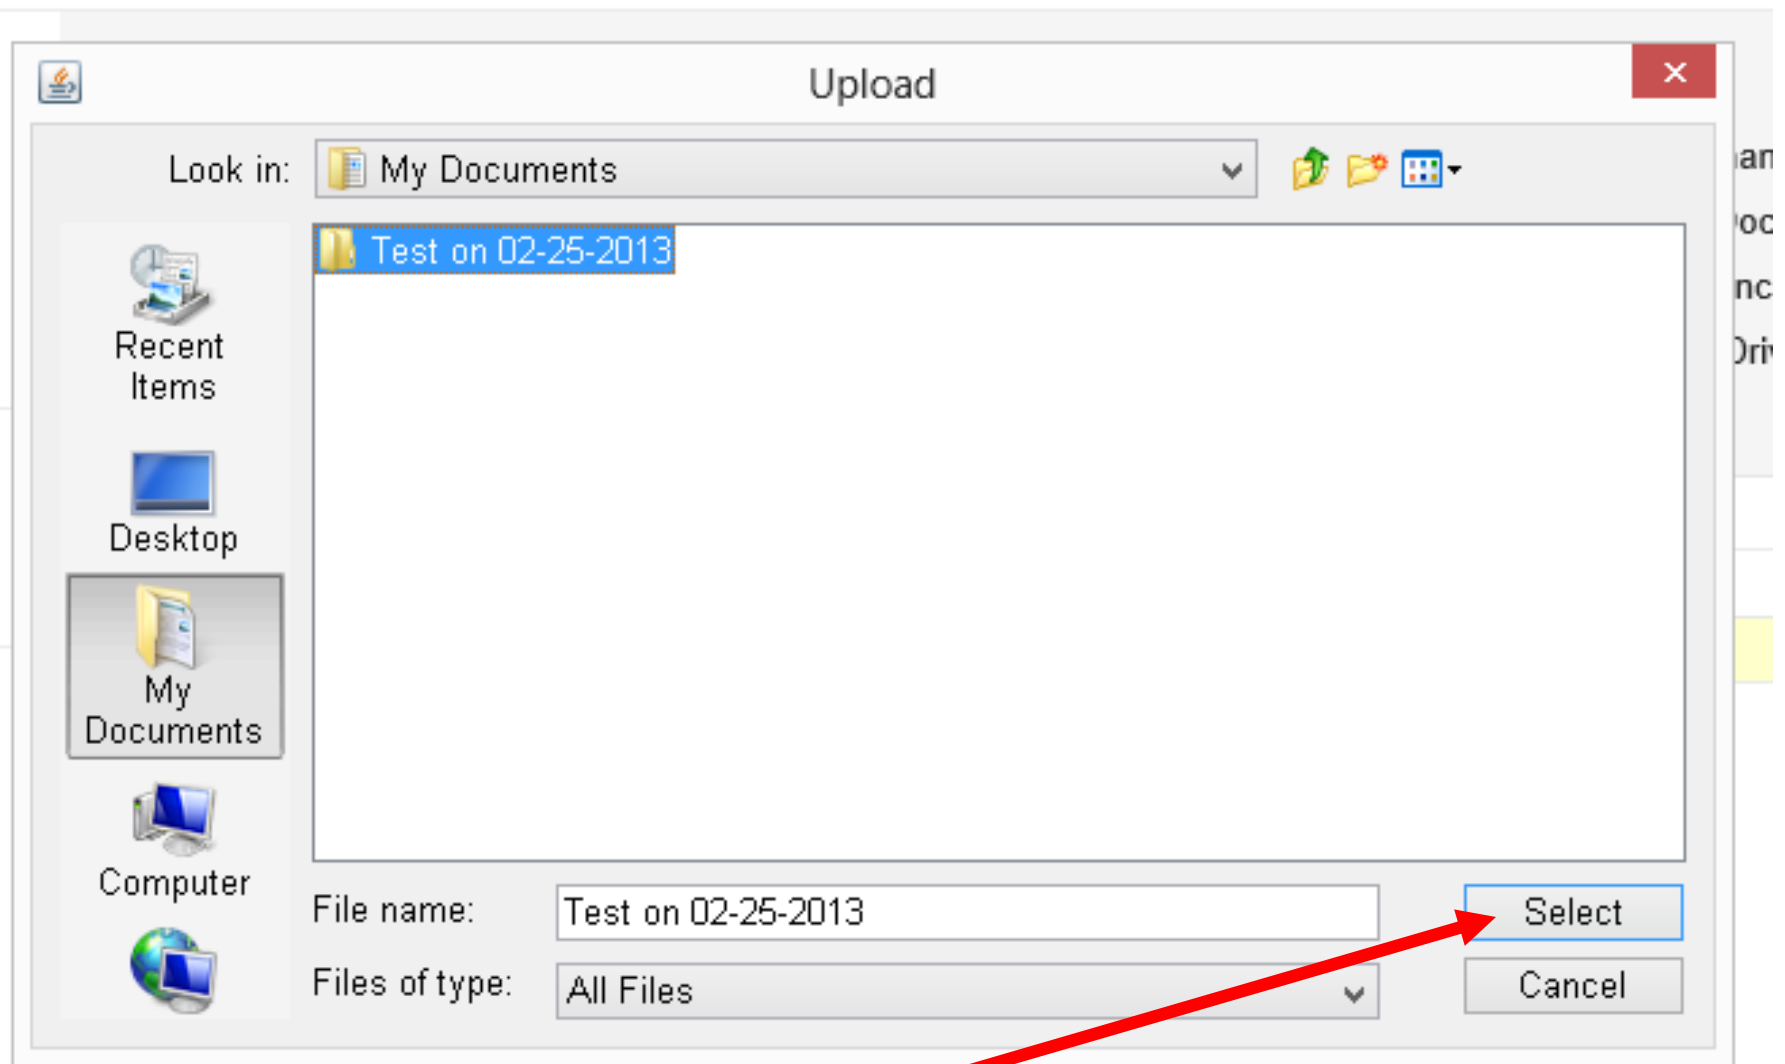 Upload
Look in: My Documents
Test on 02-25-2013
Recent
Items
Desktop
My
Documents
Computer
File name: Test on 02-25-2013 Select
Files of type: All Files Cancel